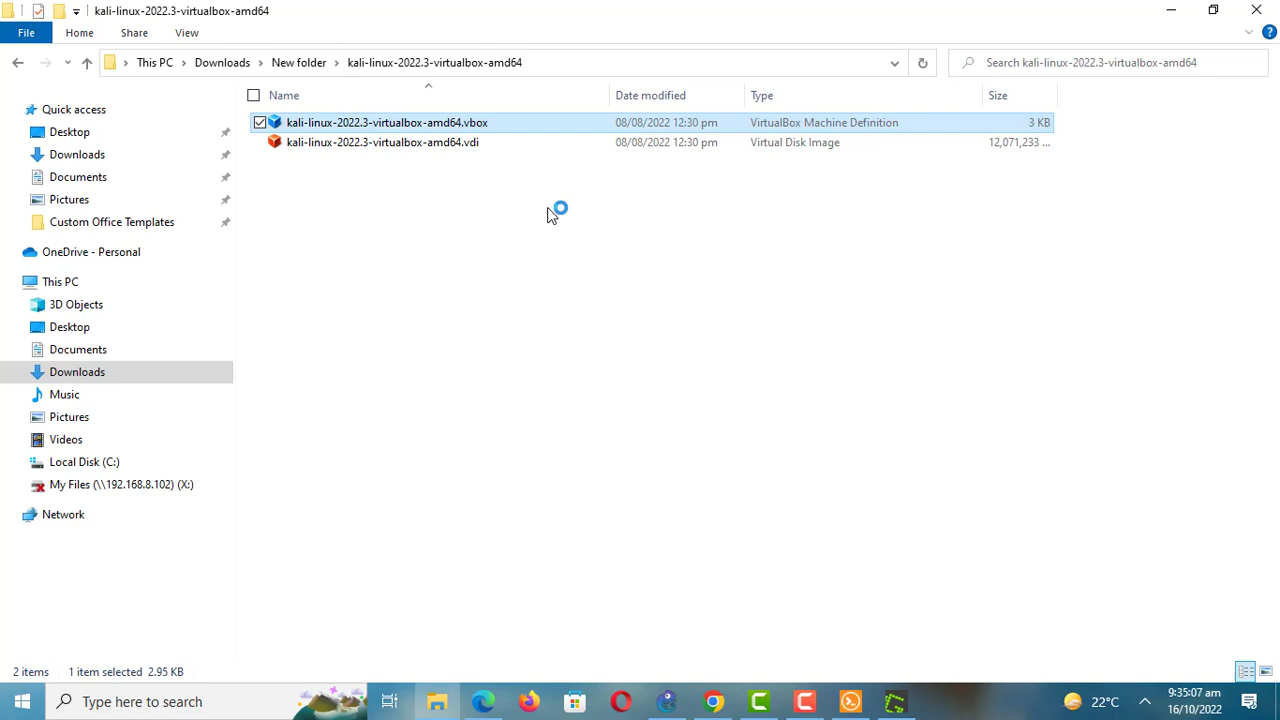 kali-linux-2022.3-virtualbox-amd64
File Home Share View
This PC Downloads New folder kali-linux-2022.3-virtualbox-amd64
Search kali-linux-2022.3-virtualbox-amd64
Name Date modified Type Size
kali-linux-2022.3-virtualbox-amd64.vbox 08/08/2022 12:30 pm VirtualBox Machine Definition 3 KB
kali-linux-2022.3-virtualbox-amd64.vdi 08/08/2022 12:30 pm Virtual Disk Image 12,071,233 ...
Quick access
Desktop
Downloads
Documents
Pictures
Custom Office Templates
OneDrive - Personal
This PC
3D Objects
Desktop
Documents
Downloads
Music
Pictures
Videos
Local Disk (C:)
My Files (\\192.168.8.102) (X:)
Network
2 items 1 item selected 2.95 KB
Type here to search
22°C
9:35:07 am
16/10/2022